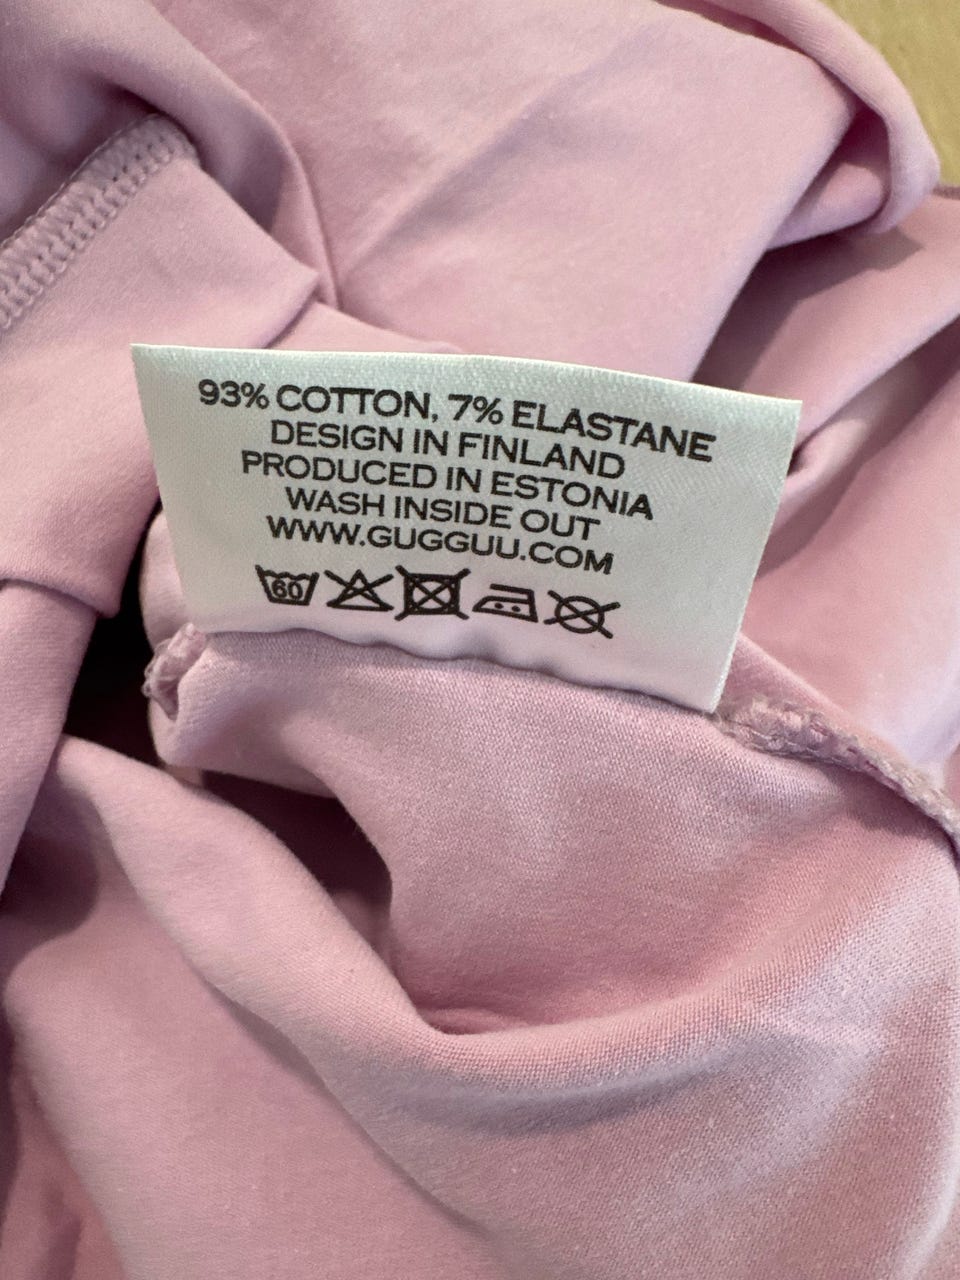 93% COTTON, 7% ELASTANE
DESIGN IN FINLAND
PRODUCED IN ESTONIA
WASH INSIDE OUT
WWW.GUGGUU.COM
60